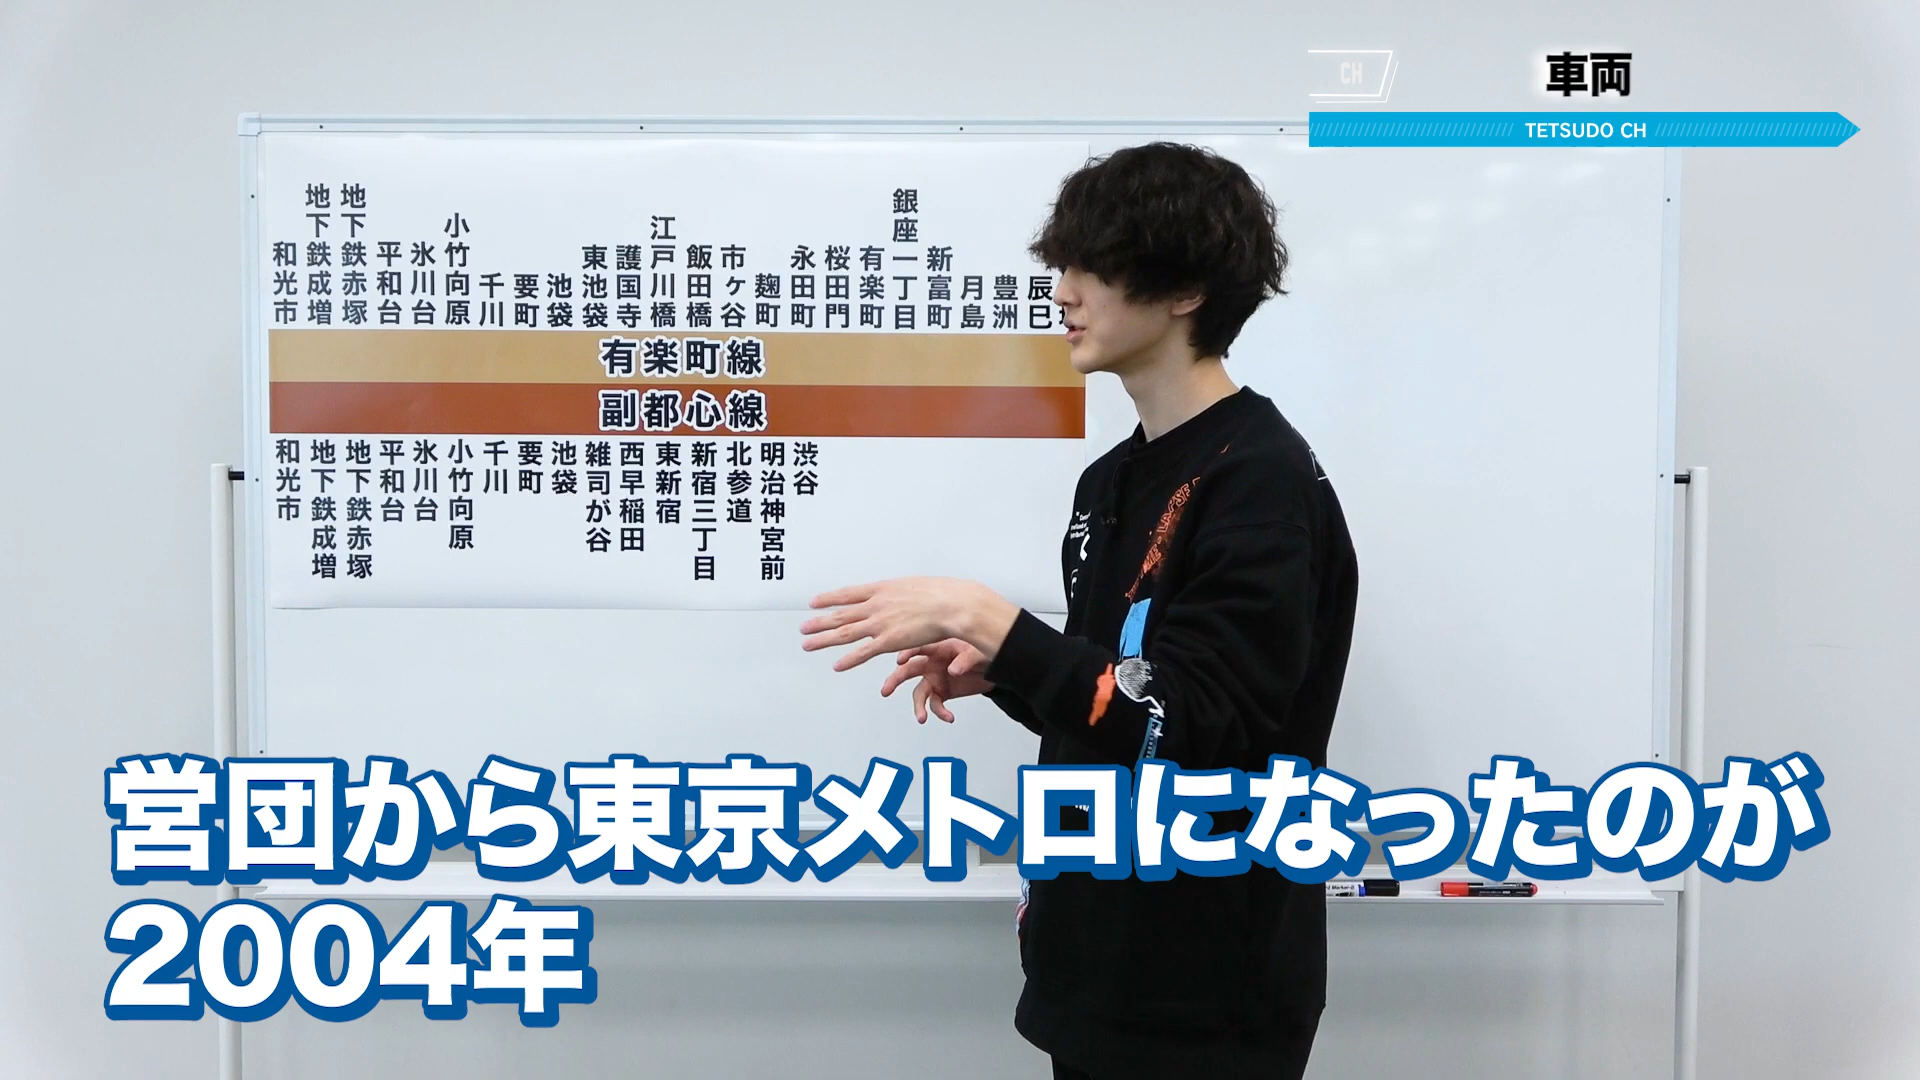 CH
車両
TETSUDO CH
和光市
地下鉄成増
地下鉄赤塚
平和台
氷川台
小竹向原
千川
要町
池袋
東池袋
護国寺
江戸川橋
飯田橋
市ヶ谷
麹町
永田町
桜田門
有楽町
銀座一丁目
新富町
月島
豊洲
辰巳
有楽町線
副都心線
和光市
地下鉄成増
地下鉄赤塚
平和台
氷川台
小竹向原
千川
要町
池袋
雑司が谷
西早稲田
東新宿
新宿三丁目
北参道
明治神宮前
渋谷
営団から東京メトロになったのが
2004年